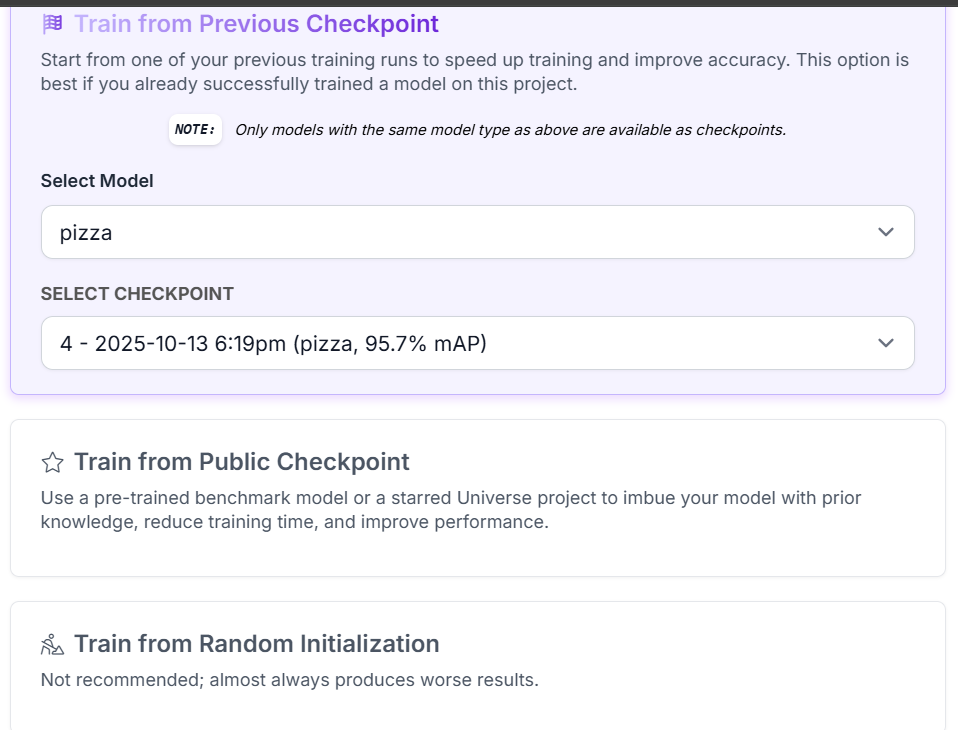 Train from Previous Checkpoint
Start from one of your previous training runs to speed up training and improve accuracy. This option is
best if you already successfully trained a model on this project.
NOTE: Only models with the same model type as above are available as checkpoints.
Select Model
pizza
SELECT CHECKPOINT
4 - 2025-10-13 6:19pm (pizza, 95.7% mAP)
Train from Public Checkpoint
Use a pre-trained benchmark model or a starred Universe project to imbue your model with prior
knowledge, reduce training time, and improve performance.
Train from Random Initialization
Not recommended; almost always produces worse results.